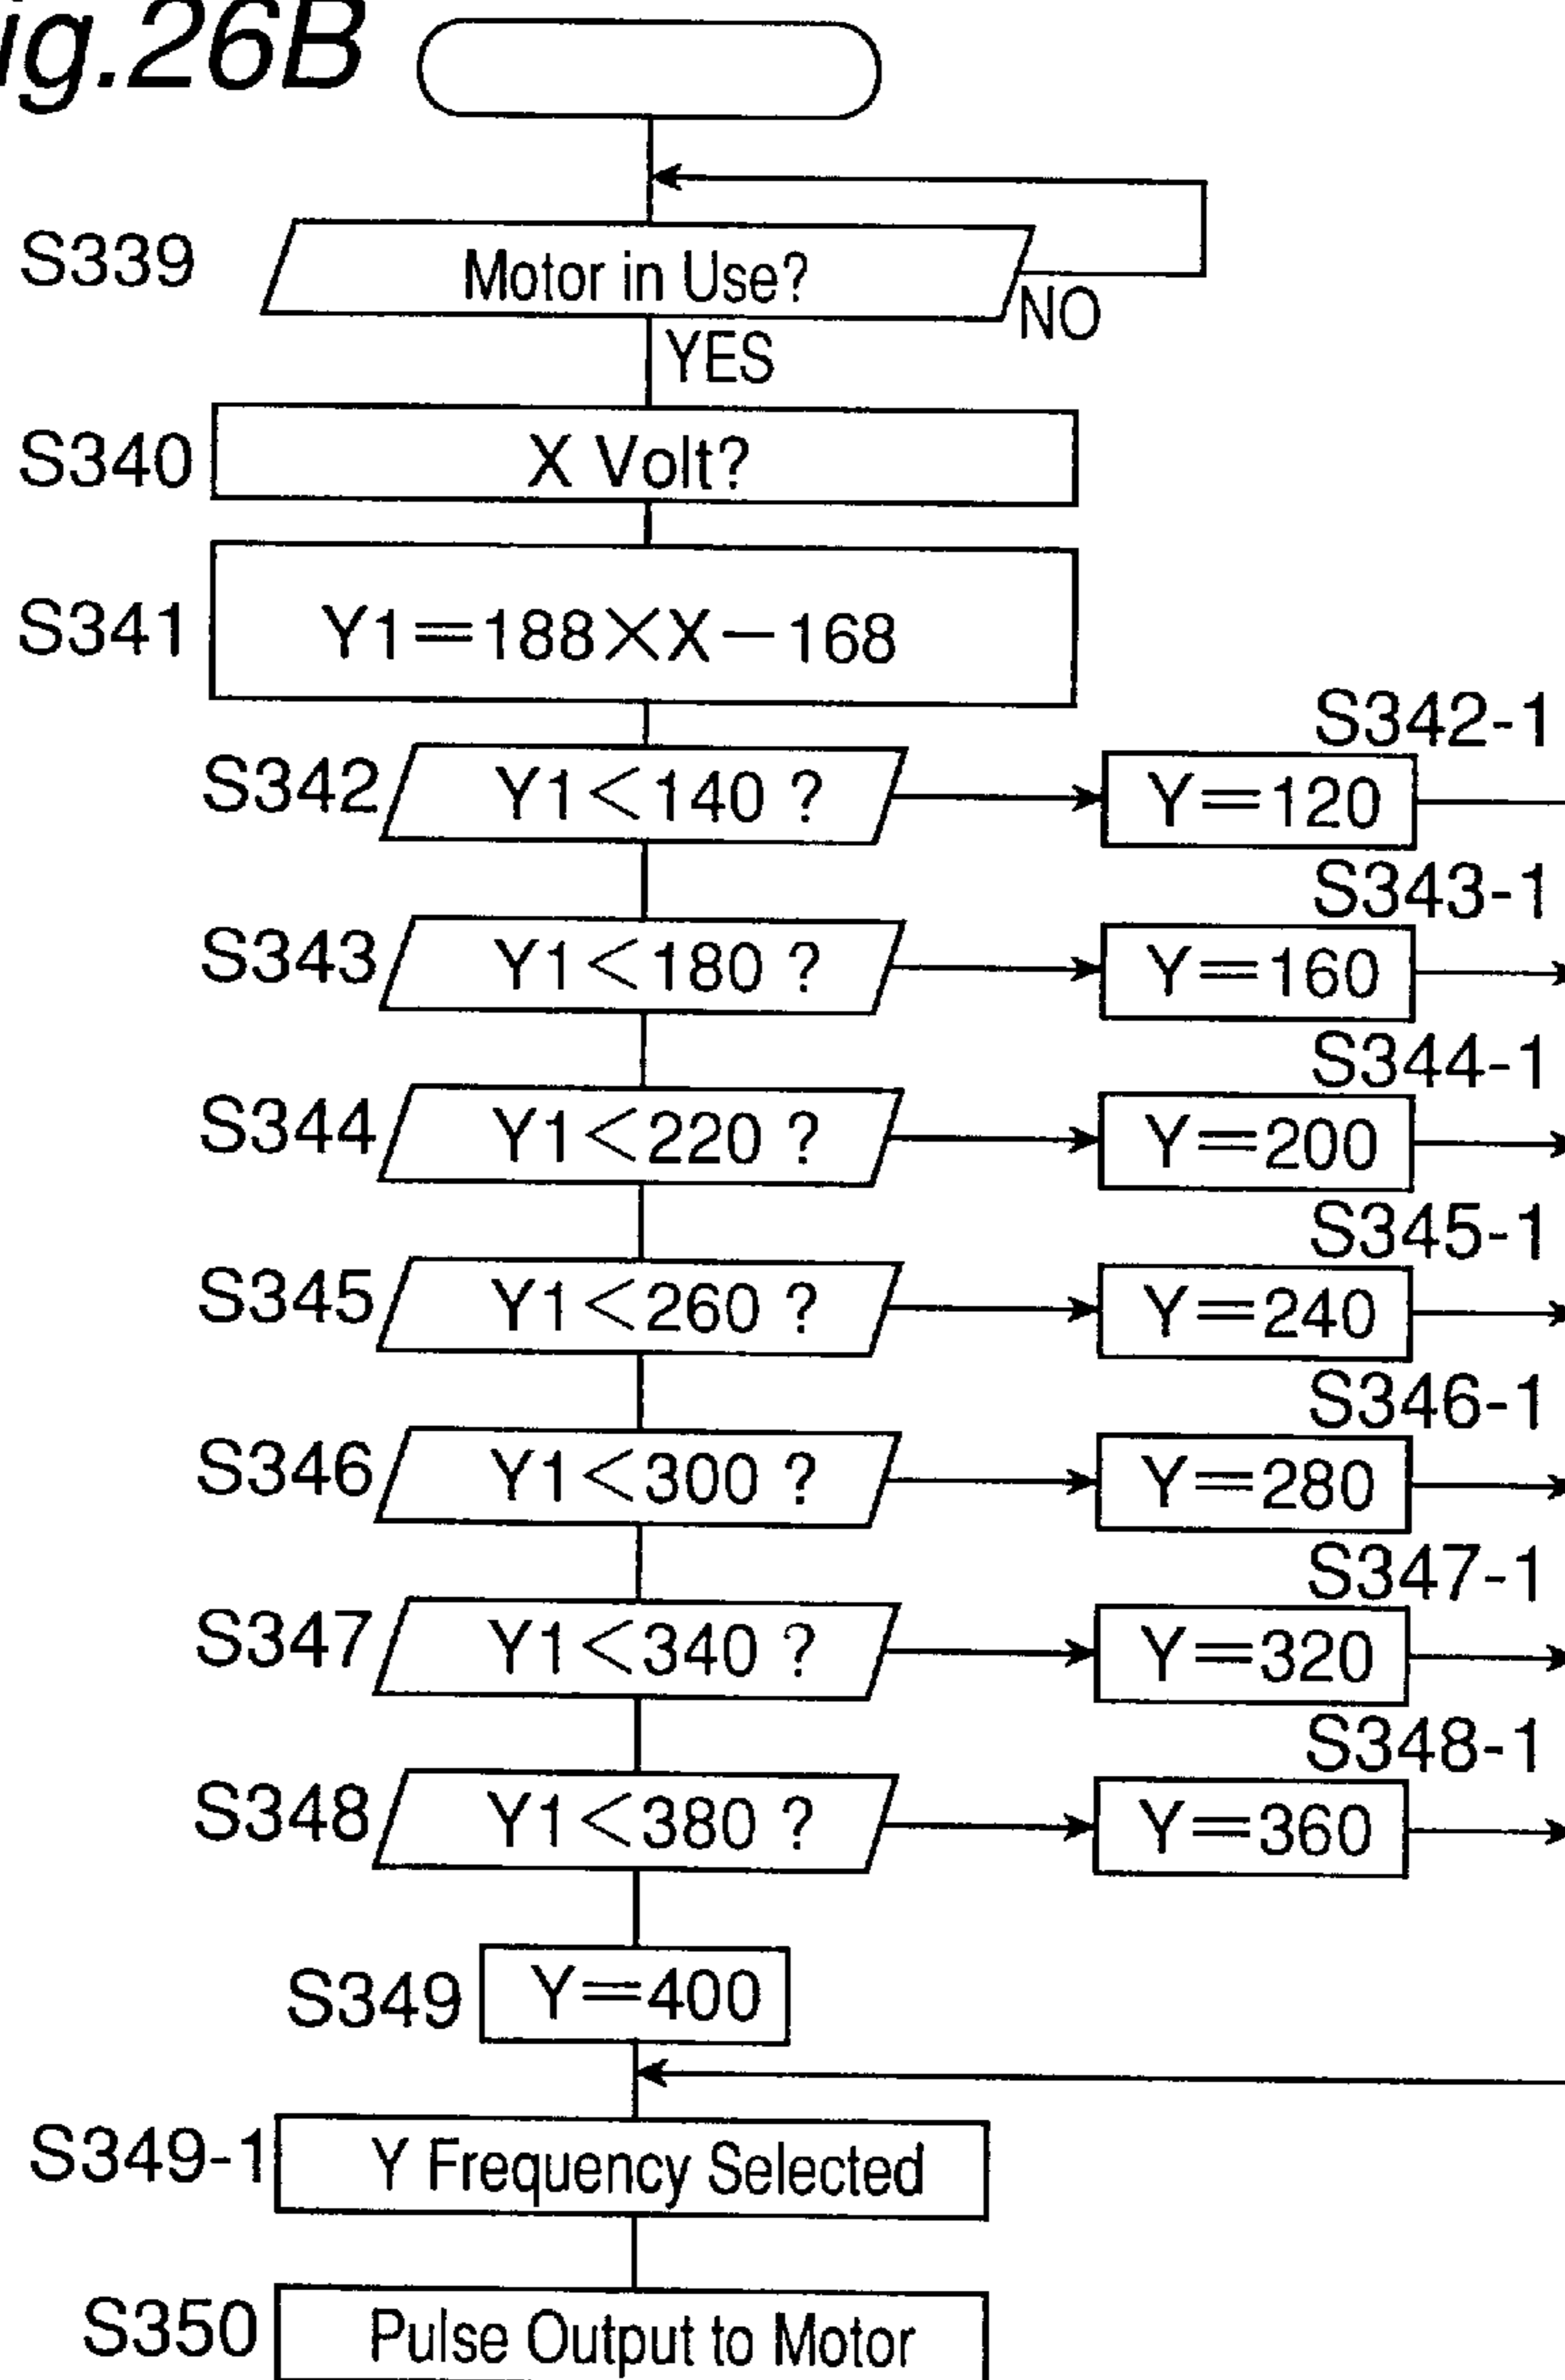 ig.26B
S339 Motor in Use?
NO
YES
S340 X Volt?
S341 Y1=188×X−168
S342-1
S342 Y1<140 ? Y=120
S343-1
S343 Y1<180 ? Y=160
S344-1
S344 Y1<220 ? Y=200
S345-1
S345 Y1<260 ? Y=240
S346-1
S346 Y1<300 ? Y=280
S347-1
S347 Y1<340 ? Y=320
S348-1
S348 Y1<380 ? Y=360
S349 Y=400
S349-1 Y Frequency Selected
S350 Pulse Output to Motor